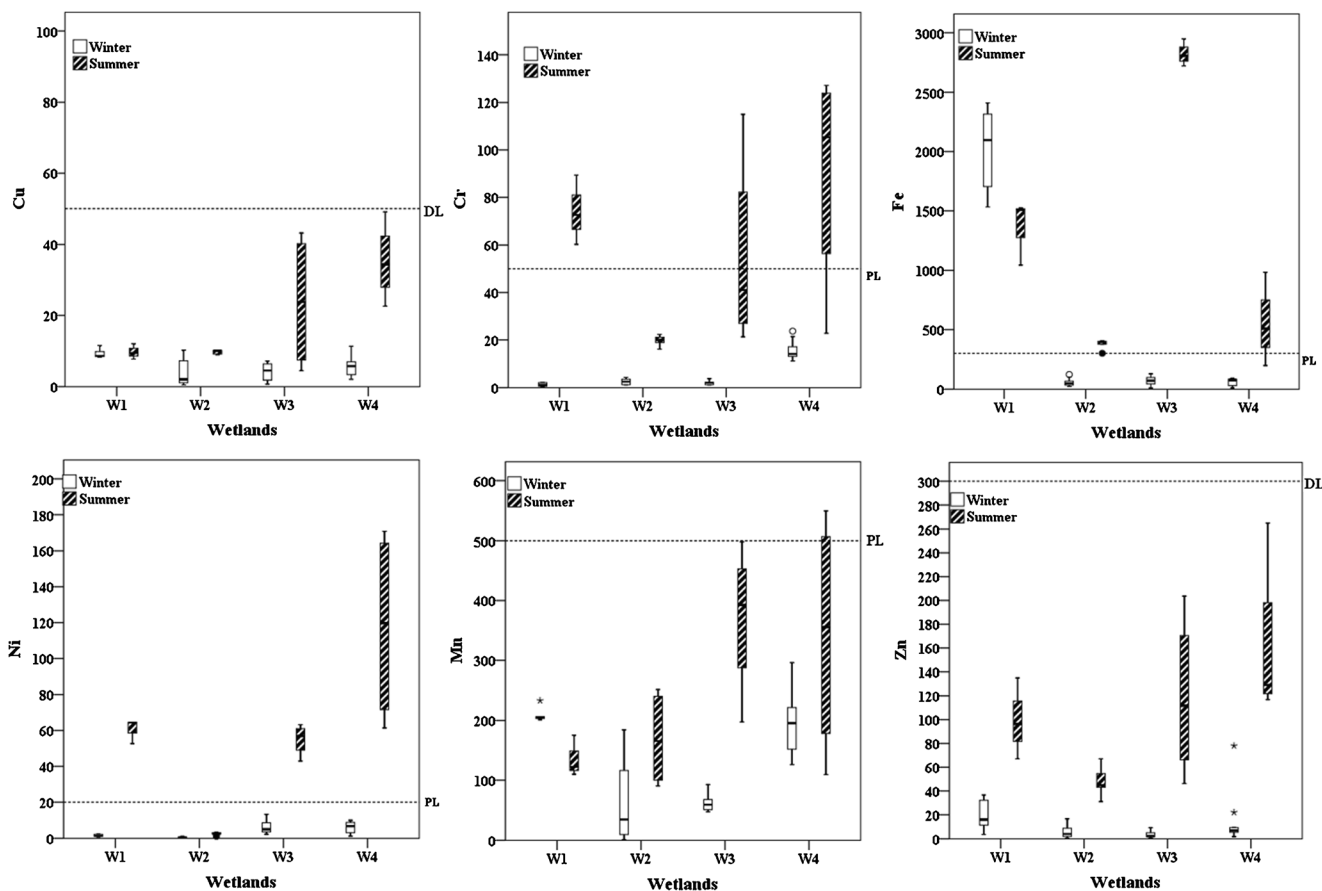 100
80
60
40
20
0
Cu
Winter
Summer
DL
W1 W2 W3 W4
Wetlands
140
120
100
80
60
40
20
0
Cr
Winter
Summer
PL
W1 W2 W3 W4
Wetlands
3000
2500
2000
1500
1000
500
0
Fe
Winter
Summer
PL
W1 W2 W3 W4
Wetlands
200
180
160
140
120
100
80
60
40
20
0
Ni
Winter
Summer
PL
W1 W2 W3 W4
Wetlands
600
500
400
300
200
100
0
Mn
Winter
Summer
PL
W1 W2 W3 W4
Wetlands
300
280
260
240
220
200
180
160
140
120
100
80
60
40
20
0
Zn
Winter
Summer
DL
W1 W2 W3 W4
Wetlands